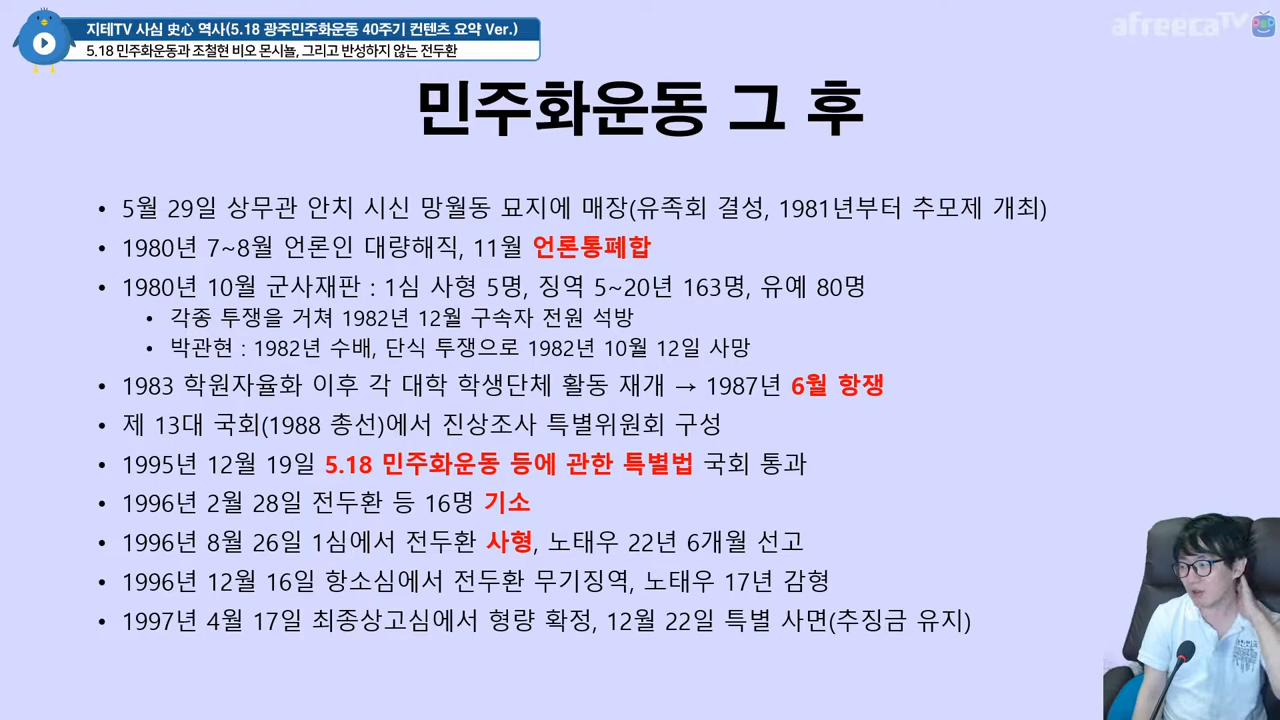 지테TV 사심 史心 역사(5.18 광주민주화운동 40주기 컨텐츠 요약 Ver.)
5.18 민주화운동과 조철현 비오 몬시뇰, 그리고 반성하지 않는 전두환
afreecaTV
민주화운동 그 후
• 5월 29일 상무관 안치 시신 망월동 묘지에 매장(유족회 결성, 1981년부터 추모제 개최)
• 1980년 7~8월 언론인 대량해직, 11월 언론통폐합
• 1980년 10월 군사재판 : 1심 사형 5명, 징역 5~20년 163명, 유예 80명
• 각종 투쟁을 거쳐 1982년 12월 구속자 전원 석방
• 박관현 : 1982년 수배, 단식 투쟁으로 1982년 10월 12일 사망
• 1983 학원자율화 이후 각 대학 학생단체 활동 재개 → 1987년 6월 항쟁
• 제 13대 국회(1988 총선)에서 진상조사 특별위원회 구성
• 1995년 12월 19일 5.18 민주화운동 등에 관한 특별법 국회 통과
• 1996년 2월 28일 전두환 등 16명 기소
• 1996년 8월 26일 1심에서 전두환 사형, 노태우 22년 6개월 선고
• 1996년 12월 16일 항소심에서 전두환 무기징역, 노태우 17년 감형
• 1997년 4월 17일 최종상고심에서 형량 확정, 12월 22일 특별 사면(추징금 유지)